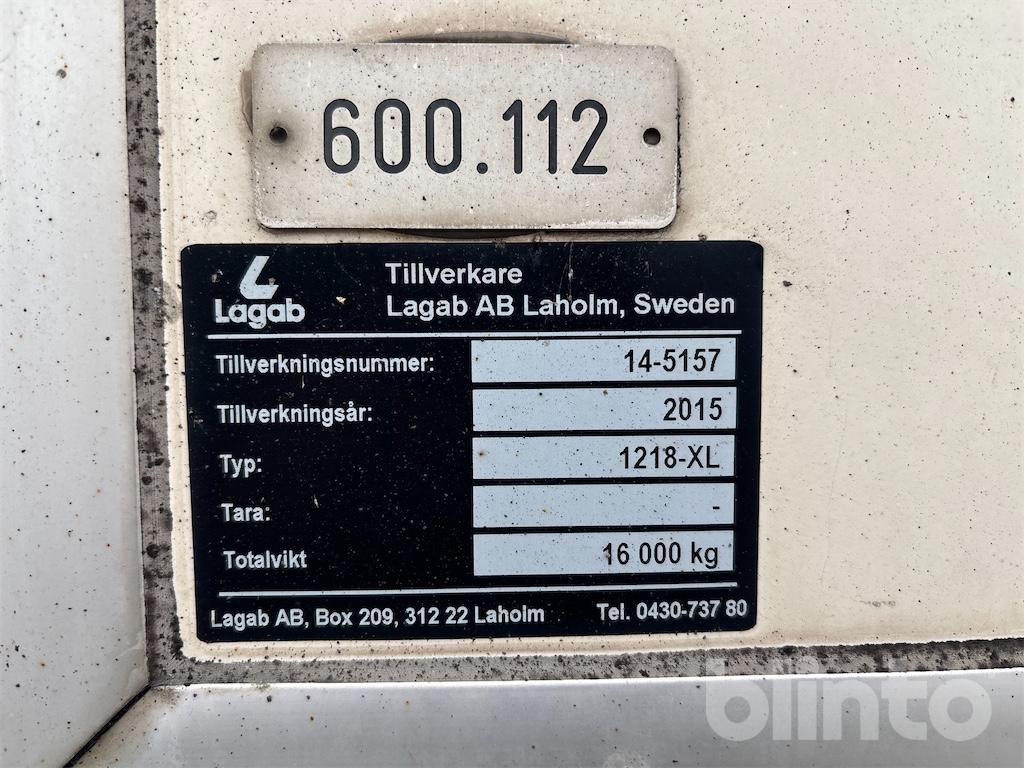 600.112
Lagab
Tillverkare
Lagab AB Laholm, Sweden
Tillverkningsnummer: 14-5157
Tillverkningsår: 2015
Typ: 1218-XL
Tara: -
Totalvikt 16 000 kg
Lagab AB, Box 209, 312 22 Laholm Tel. 0430-737 80
blinto